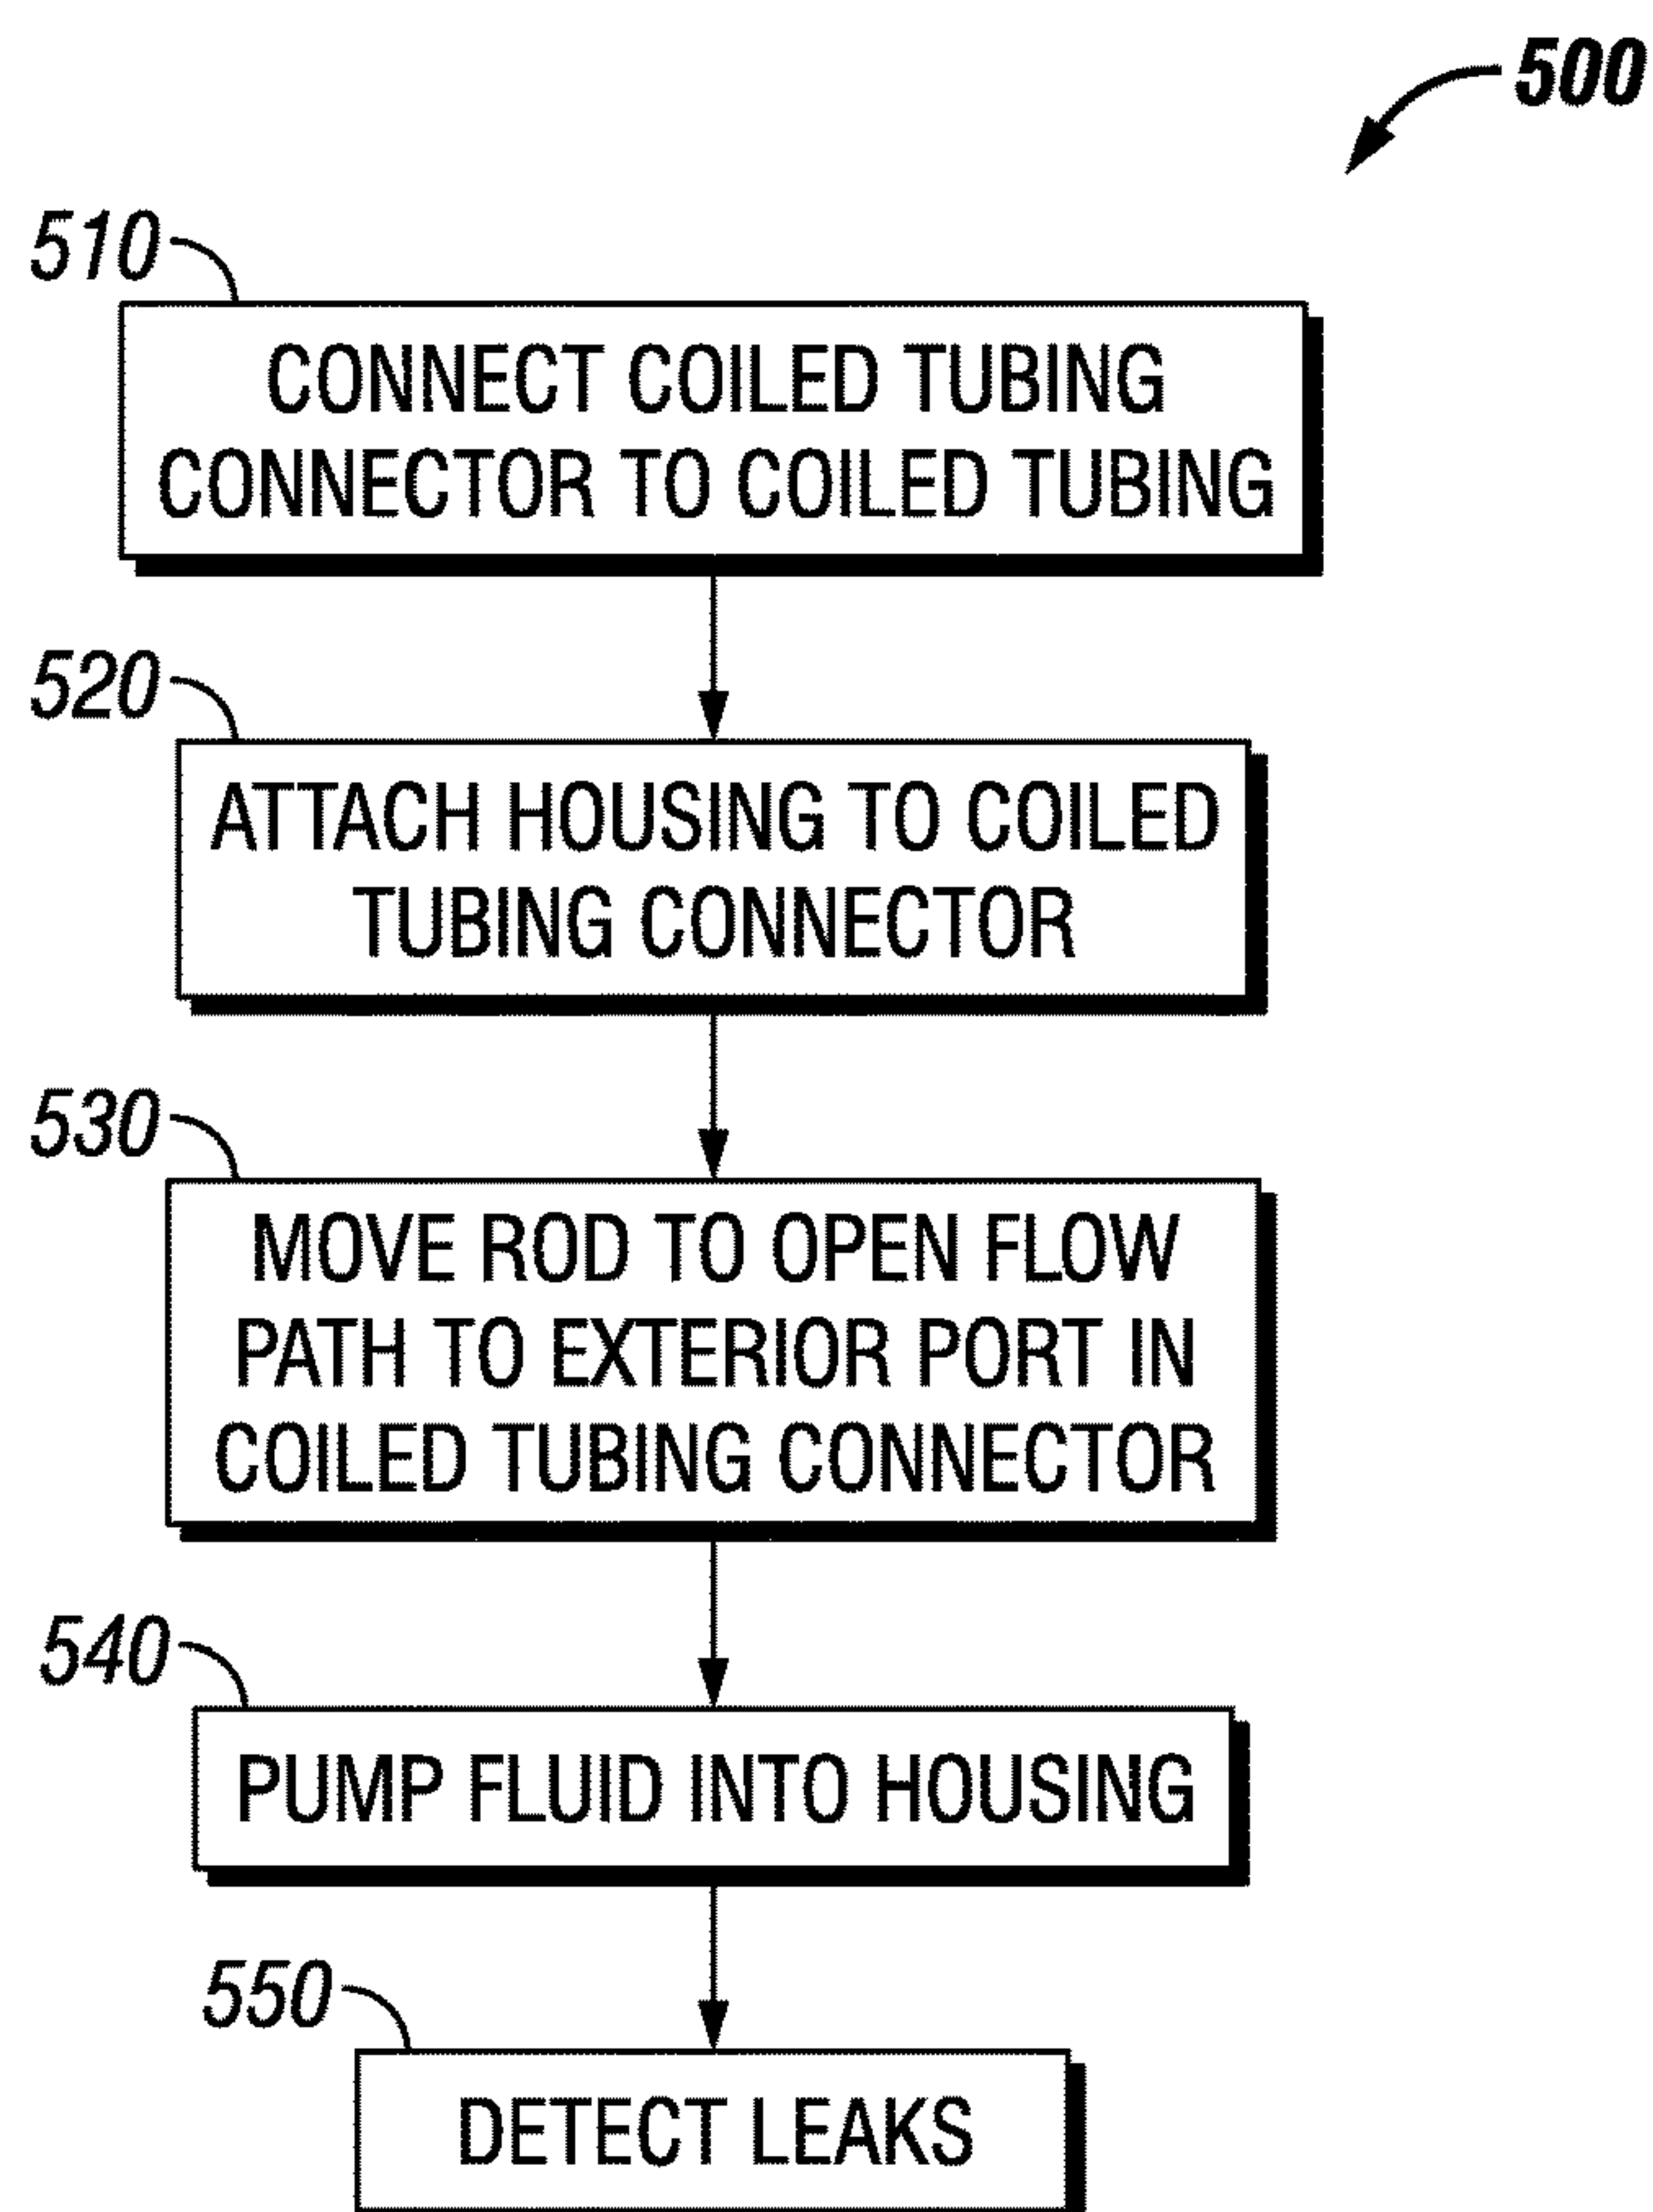 500
510
CONNECT COILED TUBING
CONNECTOR TO COILED TUBING
520
ATTACH HOUSING TO COILED
TUBING CONNECTOR
530
MOVE ROD TO OPEN FLOW
PATH TO EXTERIOR PORT IN
COILED TUBING CONNECTOR
540
PUMP FLUID INTO HOUSING
550
DETECT LEAKS